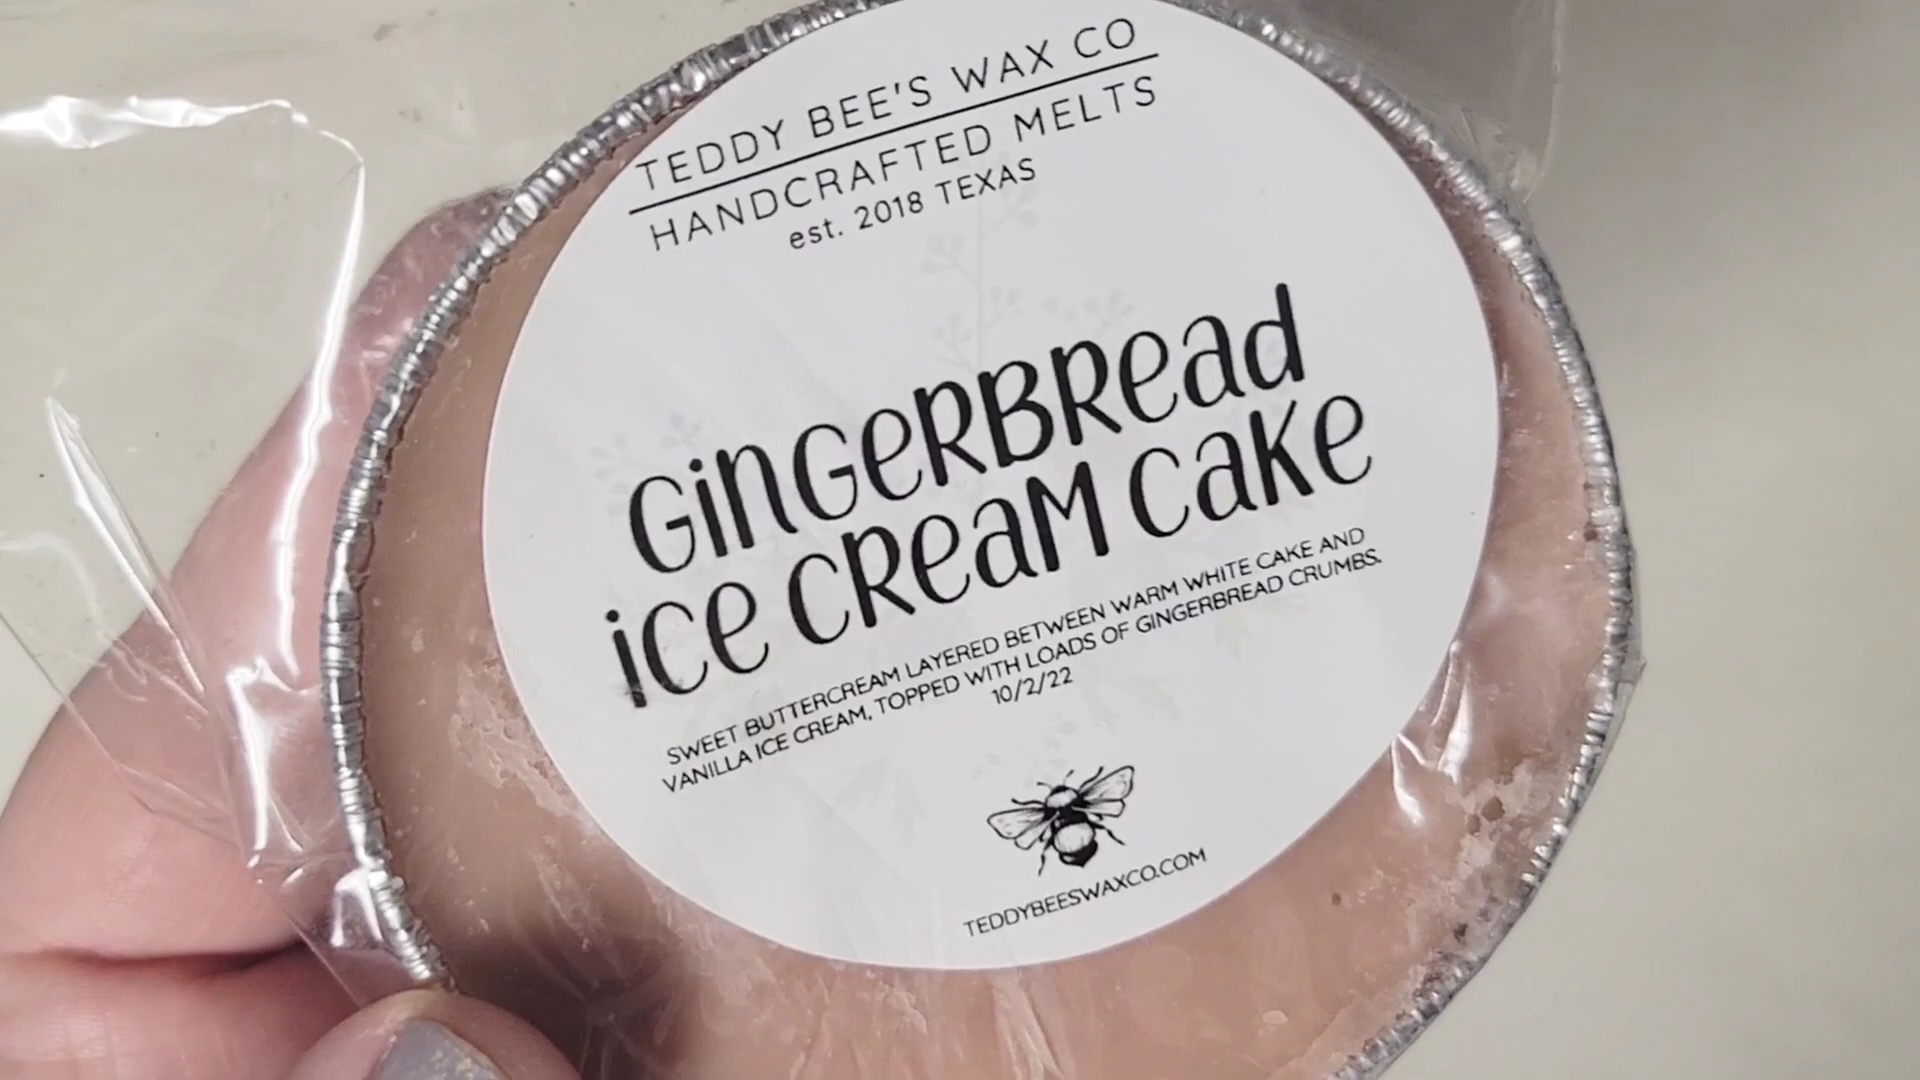 TEDDY BEE'S WAX CO
HANDCRAFTED MELTS
est. 2018 TEXAS
GiNGeRBRead
iCe CReaM CaKe
SWEET BUTTERCREAM LAYERED BETWEEN WARM WHITE CAKE AND
VANILLA ICE CREAM, TOPPED WITH LOADS OF GINGERBREAD CRUMBS.
10/2/22
TEDDYBEESWAXCO.COM